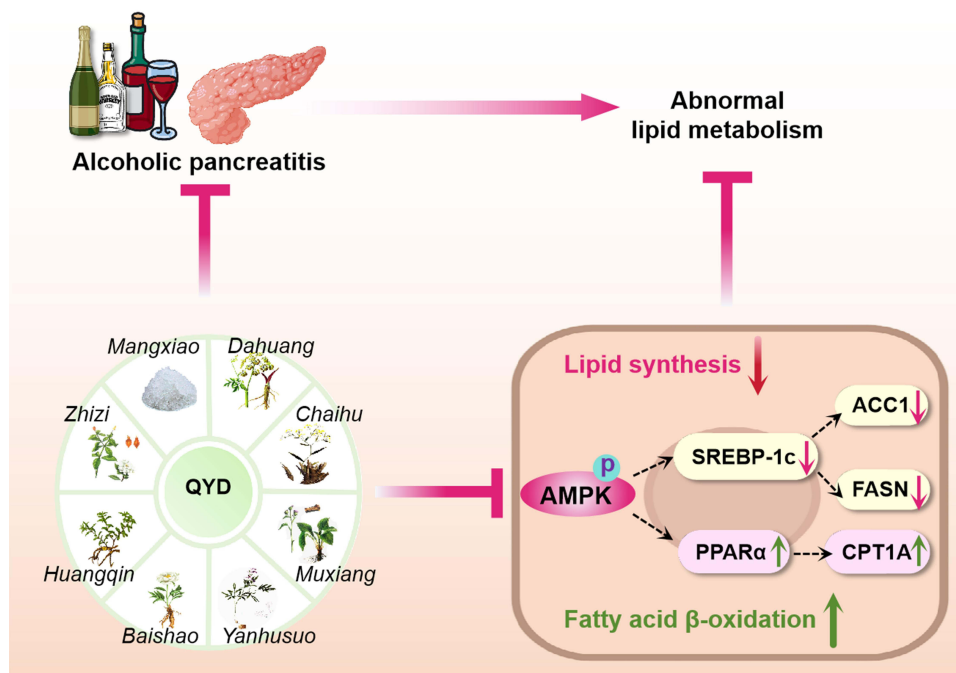 Alcoholic pancreatitis
Abnormal
lipid metabolism
Mangxiao
Dahuang
Zhizi
Chaihu
QYD
Huangqin
Muxiang
Baishao
Yanhusuo
Lipid synthesis
ACC1
SREBP-1c
p
AMPK
FASN
PPARα
CPT1A
Fatty acid β-oxidation